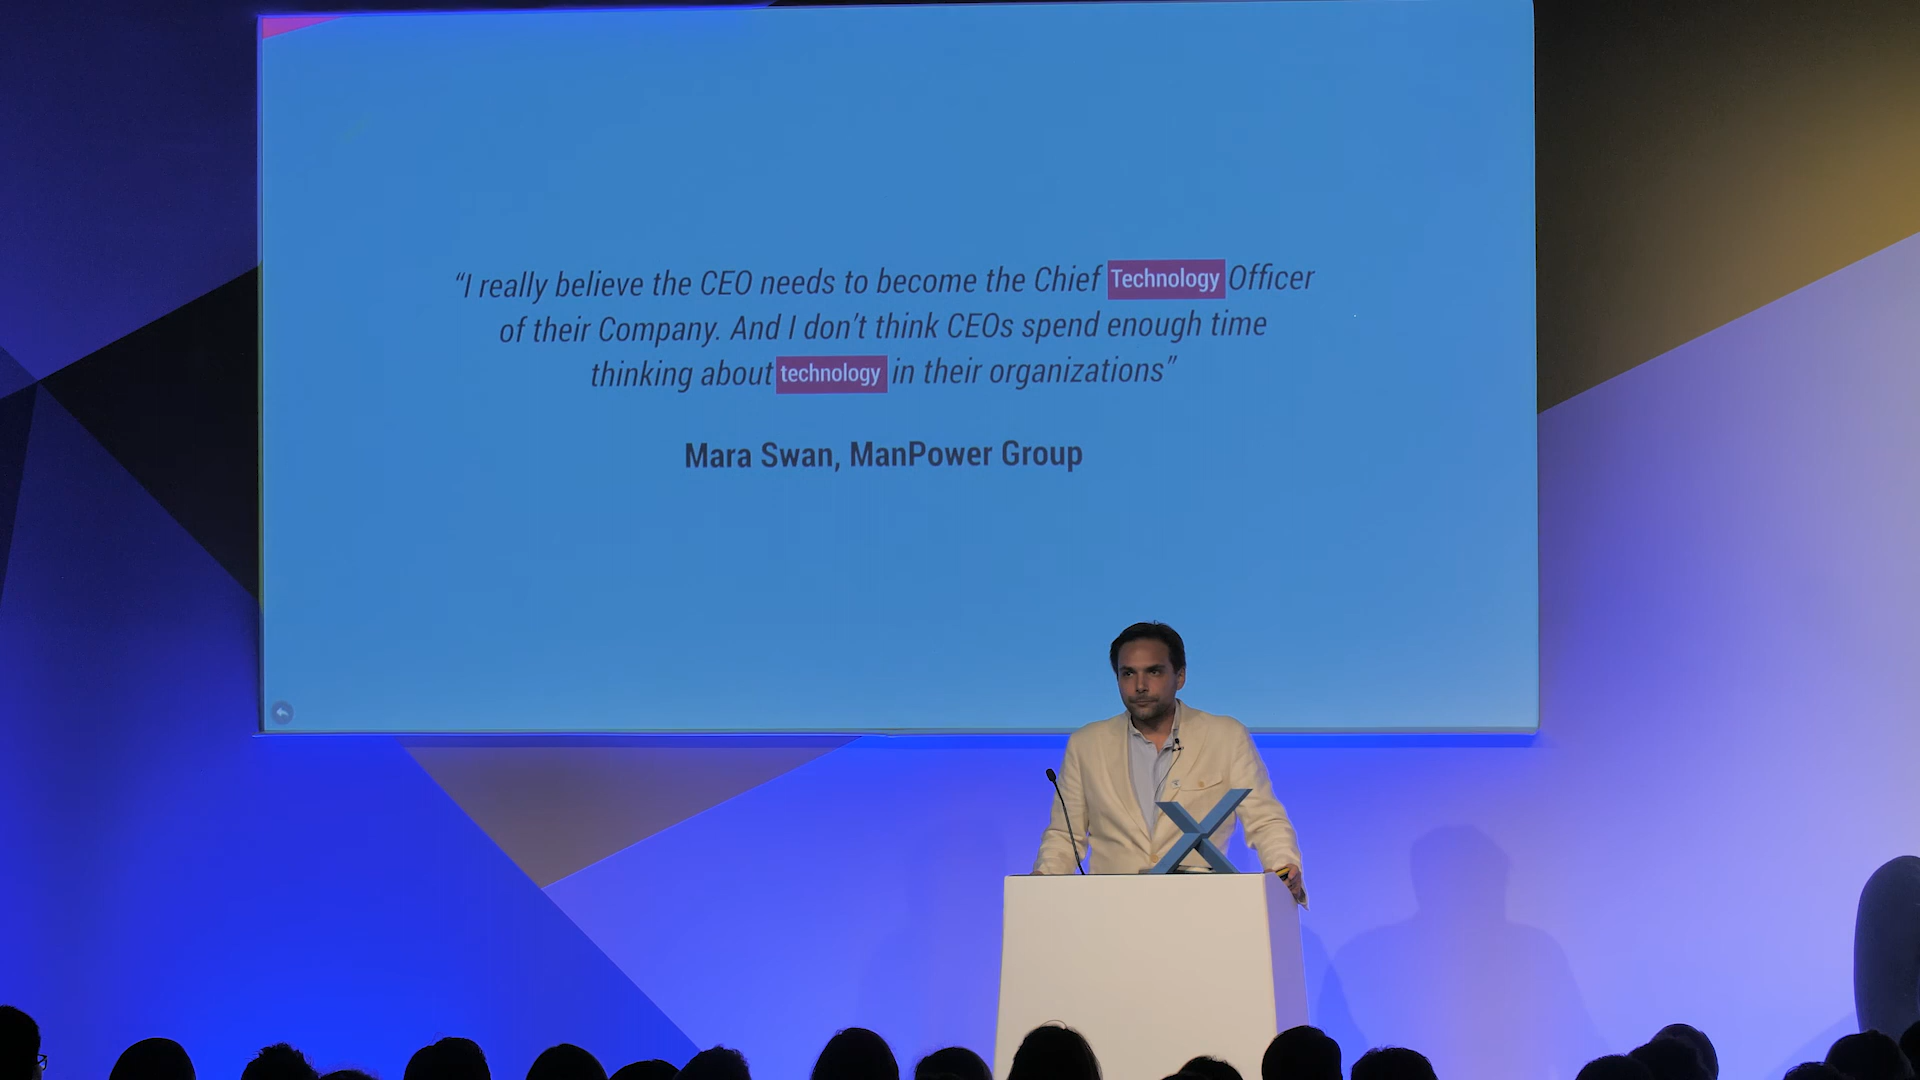 “I really believe the CEO needs to become the Chief Technology Officer
of their Company. And I don’t think CEOs spend enough time
thinking about technology in their organizations”
Mara Swan, ManPower Group
X